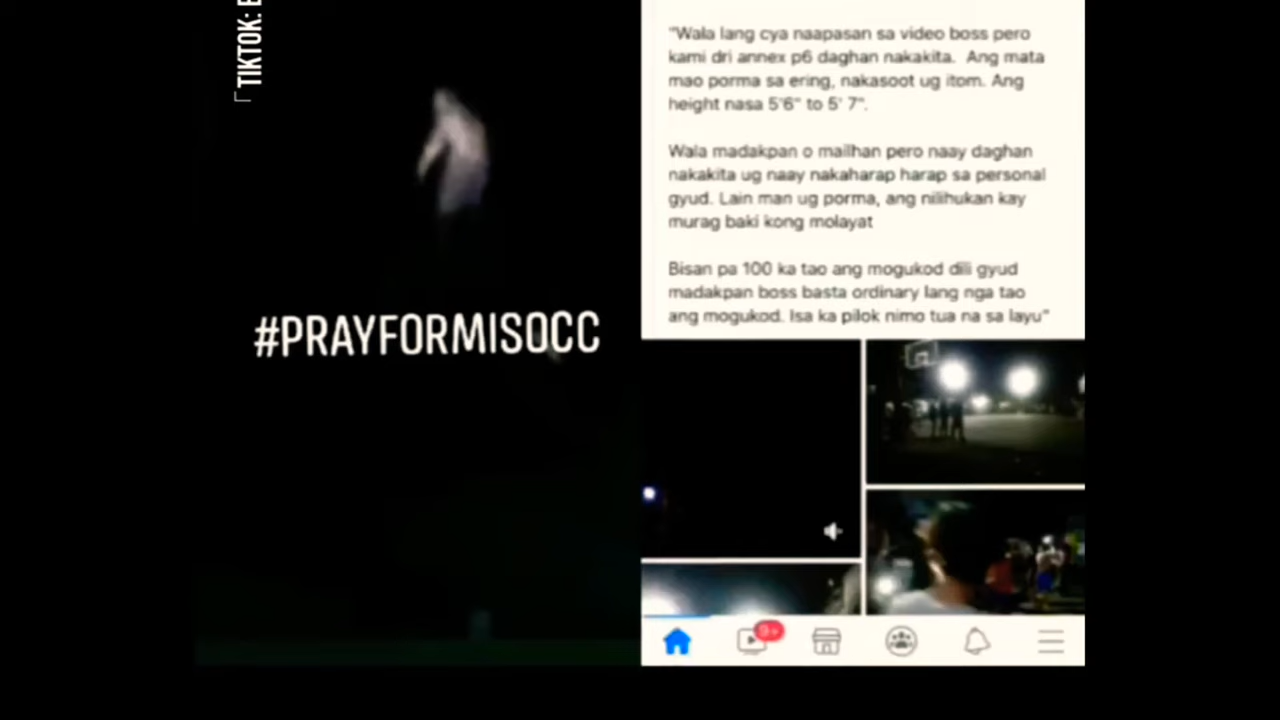 TIKTOK:
#PRAYFORMISOCC
"Wala lang cya naapasan sa video boss pero
kami dri annex p6 daghan nakakita. Ang mata
mao porma sa ering, nakasoot ug itom. Ang
height nasa 5'6" to 5' 7".
Wala madakpan o mailhan pero naay daghan
nakakita ug naay nakaharap harap sa personal
gyud. Lain man ug porma, ang nilihukan kay
murag baki kong molayat
Bisan pa 100 ka tao ang mogukod dili gyud
madakpan boss basta ordinary lang nga tao
ang mogukod. Isa ka pilok nimo tua na sa layu"
9+